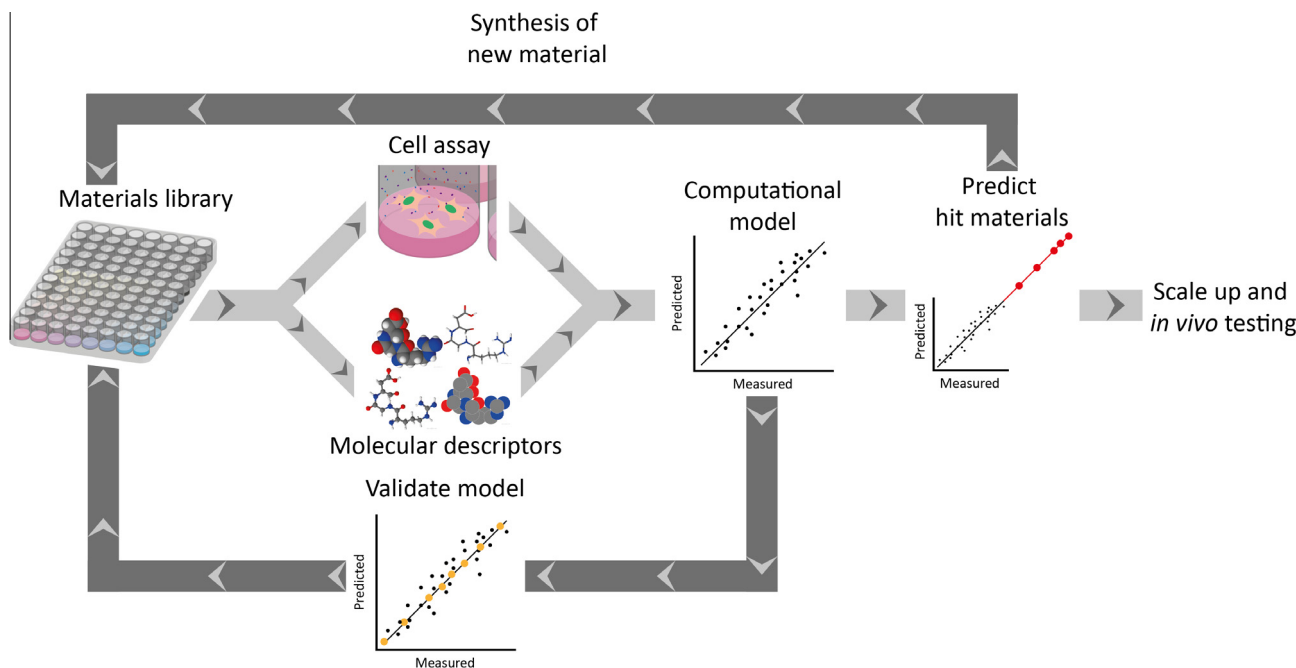 Synthesis of
new material
Cell assay
Materials library
Computational
model
Predict
hit materials
Predicted
Measured
Predicted
Measured
Scale up and
in vivo testing
Molecular descriptors
Validate model
Predicted
Measured